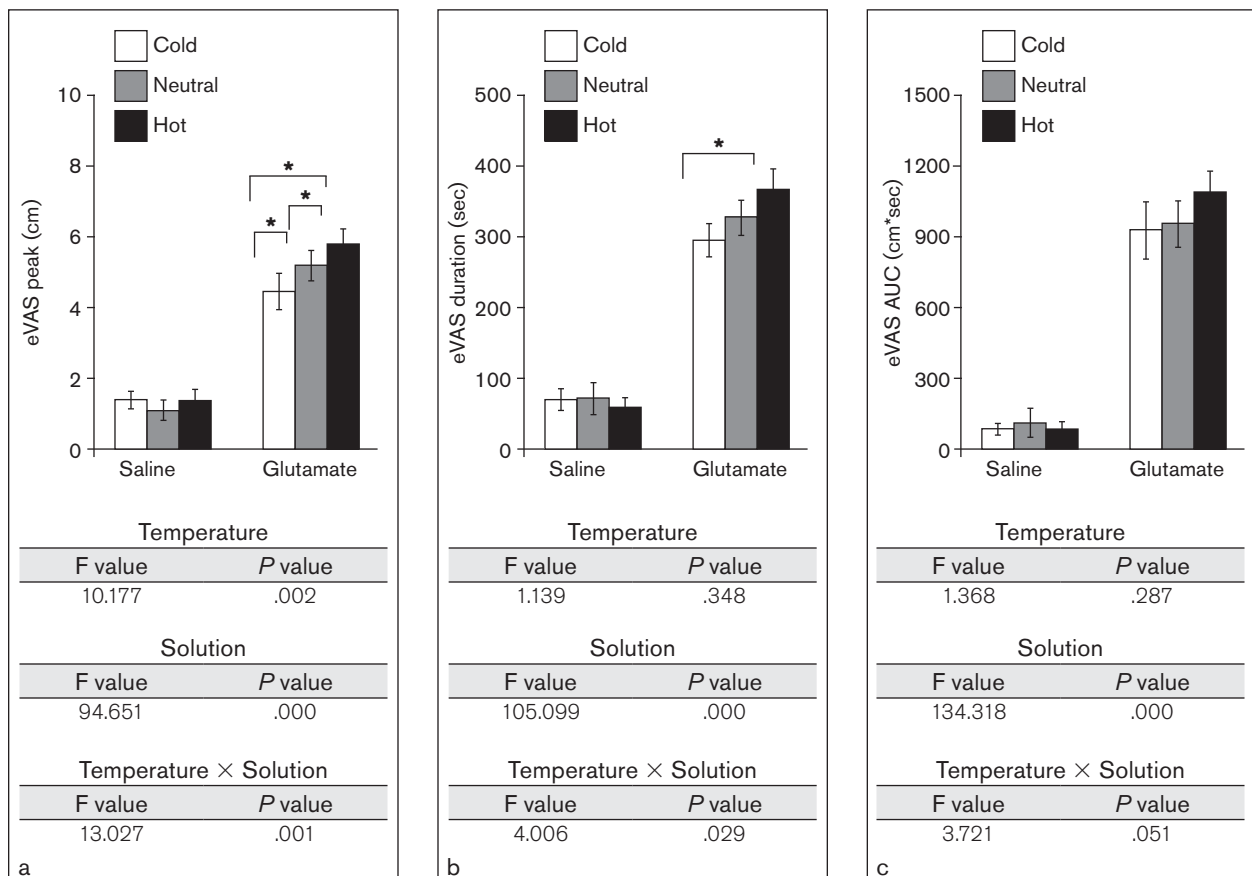 Cold
Neutral
Hot
10
8
6
4
2
0
eVAS peak (cm)
*
*
*
Saline Glutamate
Temperature
F value P value
10.177 .002
Solution
F value P value
94.651 .000
Temperature × Solution
F value P value
13.027 .001
a
Cold
Neutral
Hot
500
400
300
200
100
0
eVAS duration (sec)
*
Saline Glutamate
Temperature
F value P value
1.139 .348
Solution
F value P value
105.099 .000
Temperature × Solution
F value P value
4.006 .029
b
Cold
Neutral
Hot
1500
1200
900
600
300
0
eVAS AUC (cm*sec)
Saline Glutamate
Temperature
F value P value
1.368 .287
Solution
F value P value
134.318 .000
Temperature × Solution
F value P value
3.721 .051
c